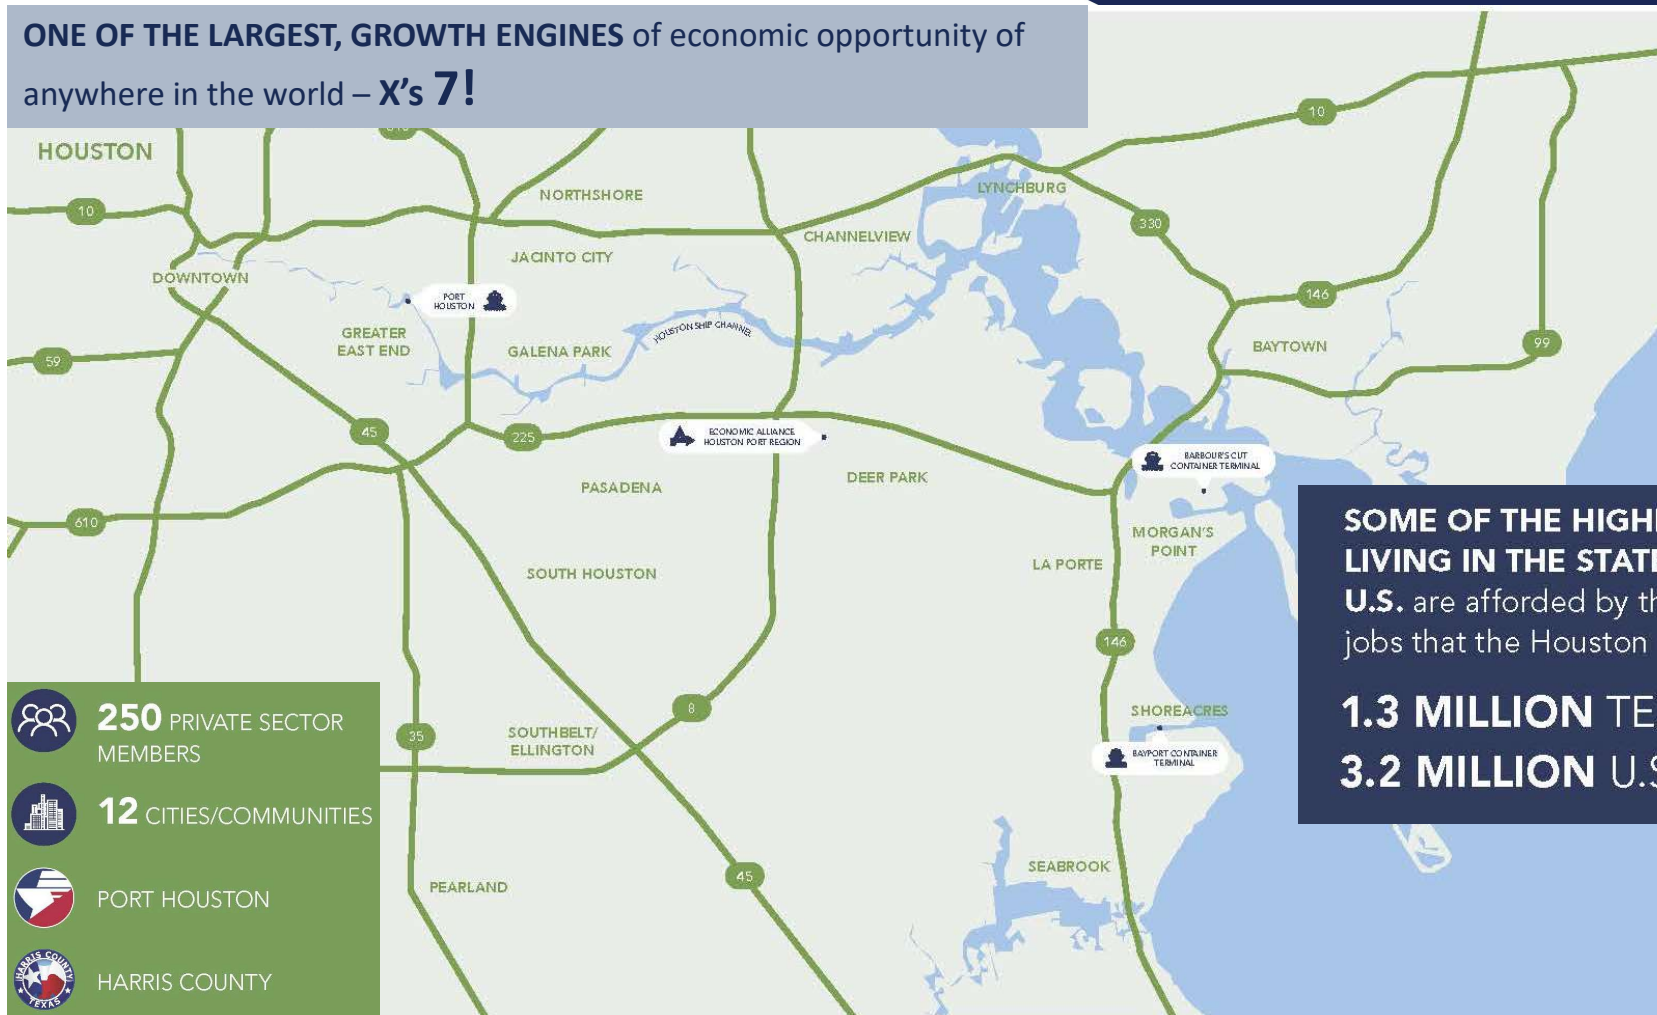 ONE OF THE LARGEST, GROWTH ENGINES of economic opportunity of
anywhere in the world – X's 7!
HOUSTON
10
10
NORTHSHORE
LYNCHBURG
330
CHANNELVIEW
JACINTO CITY
DOWNTOWN
PORT
HOUSTON
146
HOUSTON SHIP CHANNEL
GREATER
EAST END
GALENA PARK
BAYTOWN
99
59
45
225
ECONOMIC ALLIANCE
HOUSTON PORT REGION
BARBOUR'S CUT
CONTAINER TERMINAL
DEER PARK
PASADENA
610
MORGAN'S
POINT
LA PORTE
SOUTH HOUSTON
SOME OF THE HIGH
LIVING IN THE STAT
U.S. are afforded by th
jobs that the Houston
1.3 MILLION TE
3.2 MILLION U.S
146
8
SHOREACRES
BAYPORT CONTAINER
TERMINAL
35
SOUTHBELT/
ELLINGTON
250 PRIVATE SECTOR
MEMBERS
12 CITIES/COMMUNITIES
PORT HOUSTON
HARRIS COUNTY
HARRIS COUNTY
TEXAS
PEARLAND
45
SEABROOK